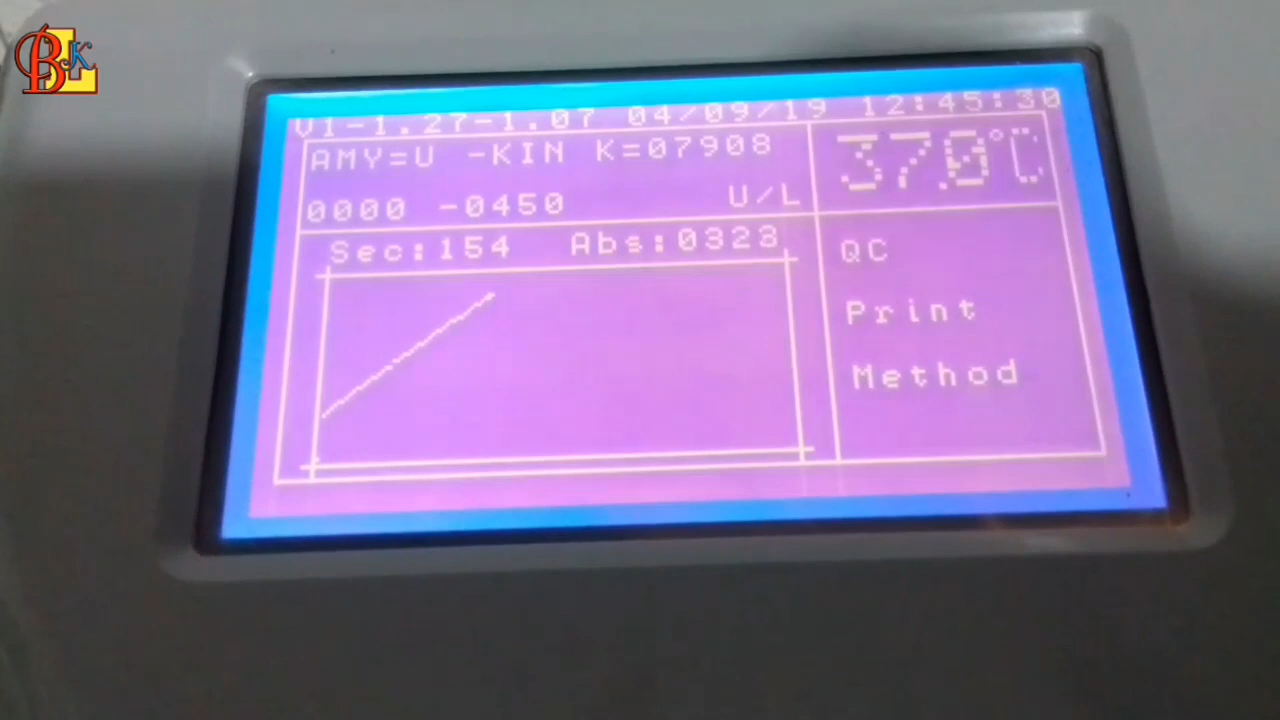 BJKL
V1-1.27-1.07 04/09/19 12:45:30
AMY=U -KIN K=07908
37.0°C
0000 -0450 U/L
Sec:154 Abs:0323
QC
Print
Method